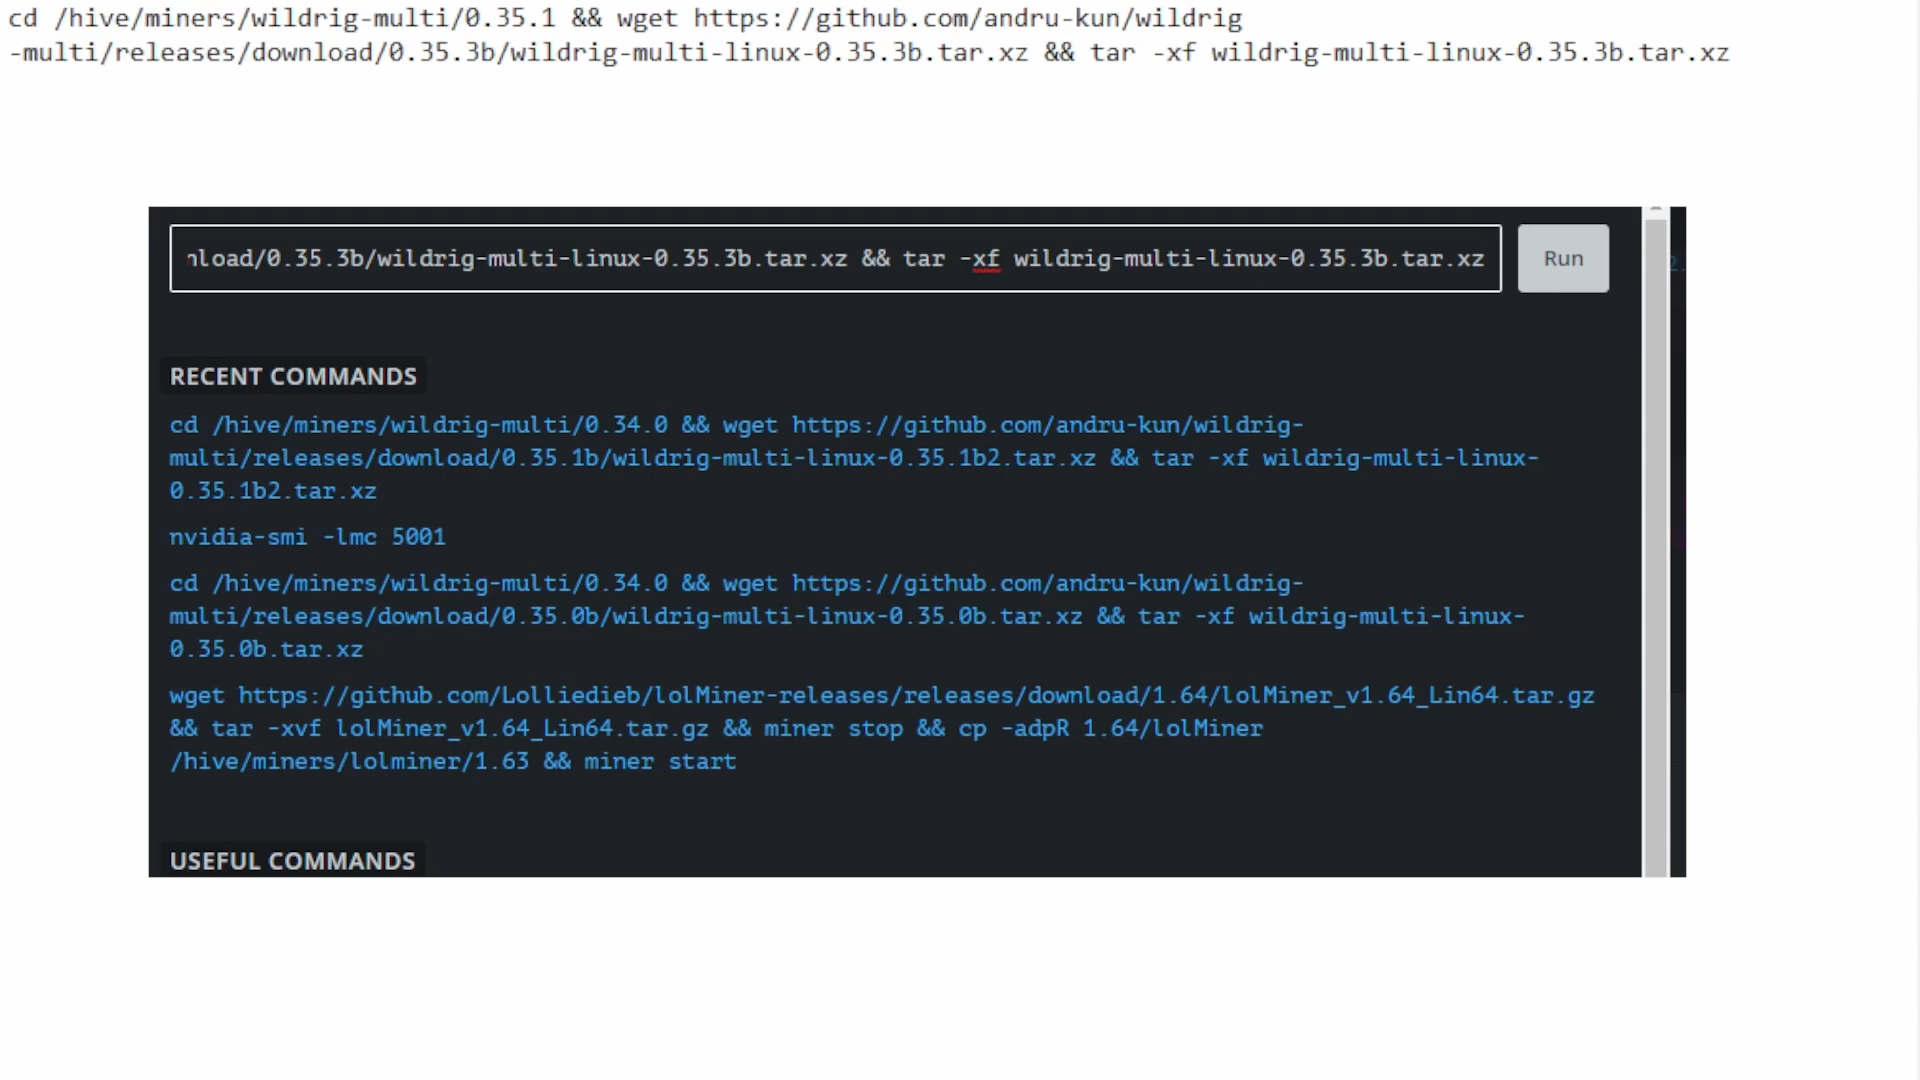 cd /hive/miners/wildrig-multi/0.35.1 && wget https://github.com/andru-kun/wildrig
-multi/releases/download/0.35.3b/wildrig-multi-linux-0.35.3b.tar.xz && tar -xf wildrig-multi-linux-0.35.3b.tar.xz
nload/0.35.3b/wildrig-multi-linux-0.35.3b.tar.xz && tar -xf wildrig-multi-linux-0.35.3b.tar.xz
Run
RECENT COMMANDS
cd /hive/miners/wildrig-multi/0.34.0 && wget https://github.com/andru-kun/wildrig-
multi/releases/download/0.35.1b/wildrig-multi-linux-0.35.1b2.tar.xz && tar -xf wildrig-multi-linux-
0.35.1b2.tar.xz
nvidia-smi -lmc 5001
cd /hive/miners/wildrig-multi/0.34.0 && wget https://github.com/andru-kun/wildrig-
multi/releases/download/0.35.0b/wildrig-multi-linux-0.35.0b.tar.xz && tar -xf wildrig-multi-linux-
0.35.0b.tar.xz
wget https://github.com/Lolliedieb/lolMiner-releases/releases/download/1.64/lolMiner_v1.64_Lin64.tar.gz
&& tar -xvf lolMiner_v1.64_Lin64.tar.gz && miner stop && cp -adpR 1.64/lolMiner
/hive/miners/lolminer/1.63 && miner start
USEFUL COMMANDS